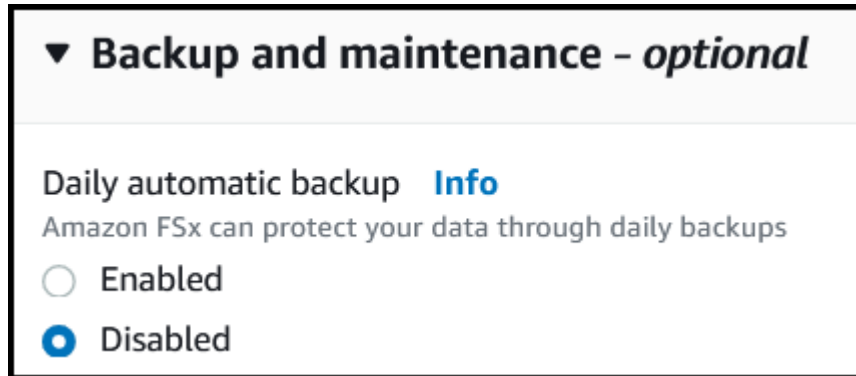 Backup and maintenance - optional
Daily automatic backup Info
Amazon FSx can protect your data through daily backups
Enabled
Disabled